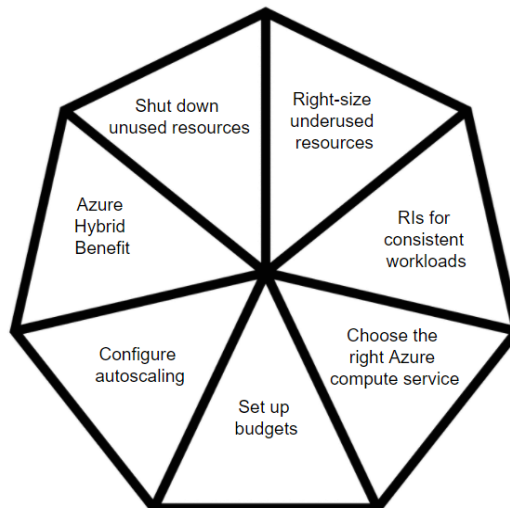 Shut down
unused resources
Right-size
underused
resources
Azure
Hybrid
Benefit
RIs for
consistent
workloads
Configure
autoscaling
Choose the
right Azure
compute service
Set up
budgets